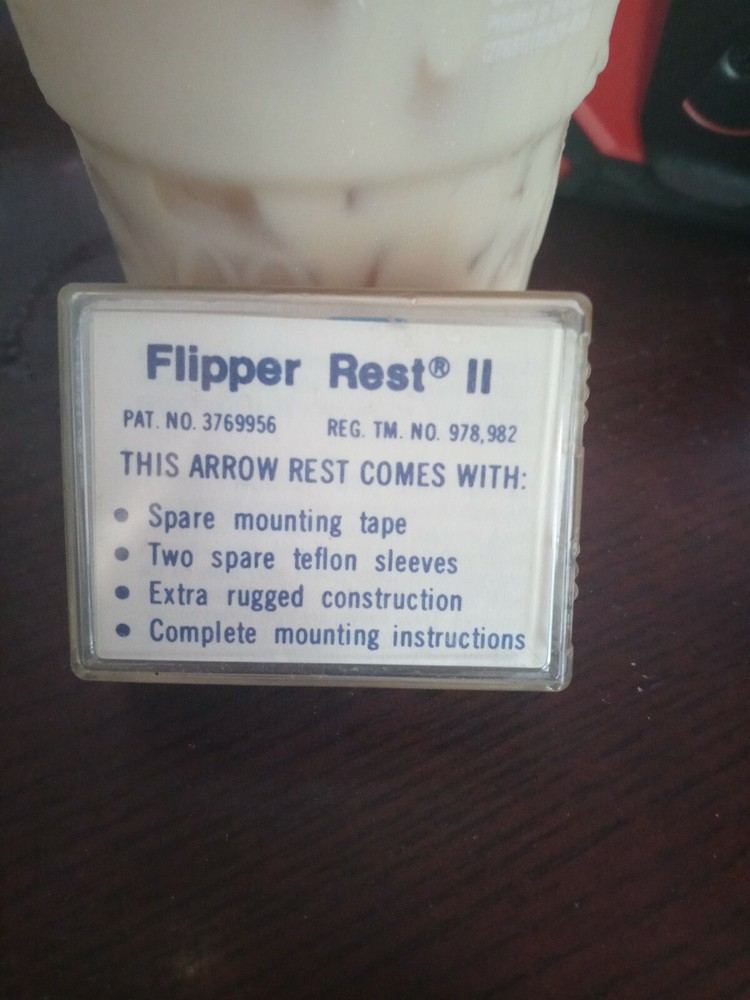 Flipper Rest® II
PAT. NO. 3769956 REG. TM. NO. 978,982
THIS ARROW REST COMES WITH:
• Spare mounting tape
• Two spare teflon sleeves
• Extra rugged construction
• Complete mounting instructions